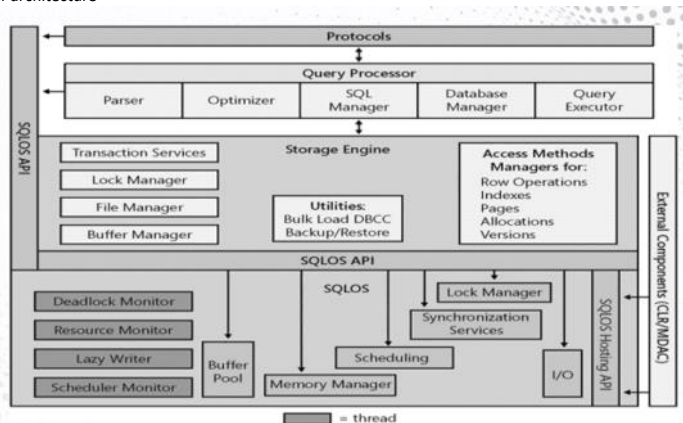 architecture
Protocols
Query Processor
Parser
Optimizer
SQL
Manager
Database
Manager
Query
Executor
SQLOS API
Storage Engine
Transaction Services
Lock Manager
File Manager
Buffer Manager
Utilities:
Bulk Load DBCC
Backup/Restore
Access Methods
Managers for:
Row Operations
Indexes
Pages
Allocations
Versions
External Components (CLR/MDAC)
SQLOS API
SQLOS
Deadlock Monitor
Resource Monitor
Lazy Writer
Scheduler Monitor
Buffer
Pool
Memory Manager
Scheduling
Synchronization
Services
Lock Manager
I/O
SQLOS Hosting API
= thread